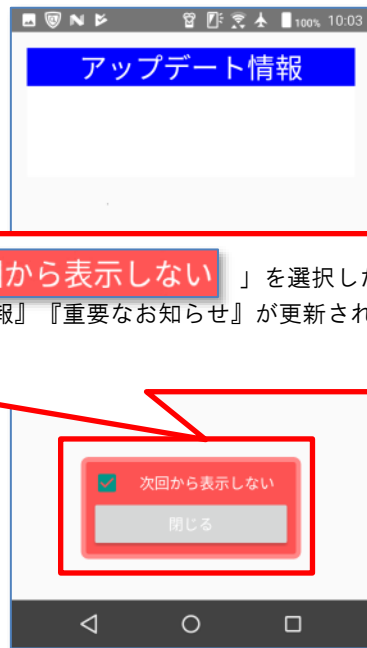 100% 10:03
アップデート情報
から表示しない 」を選択した
報』『重要なお知らせ』が更新され
次回から表示しない
閉じる